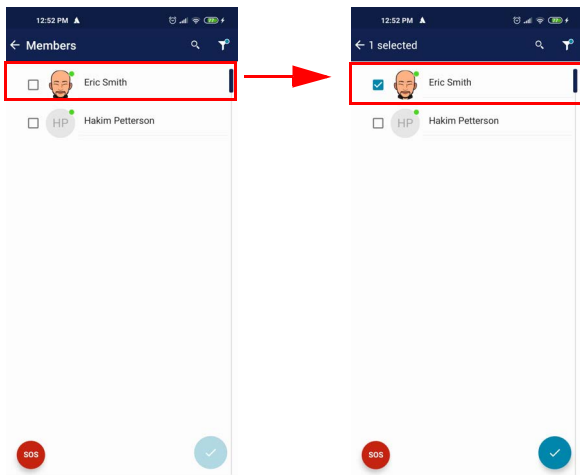 12:52 PM
Members
Eric Smith
HP
Hakim Petterson
SOS
12:52 PM
1 selected
Eric Smith
HP
Hakim Petterson
SOS